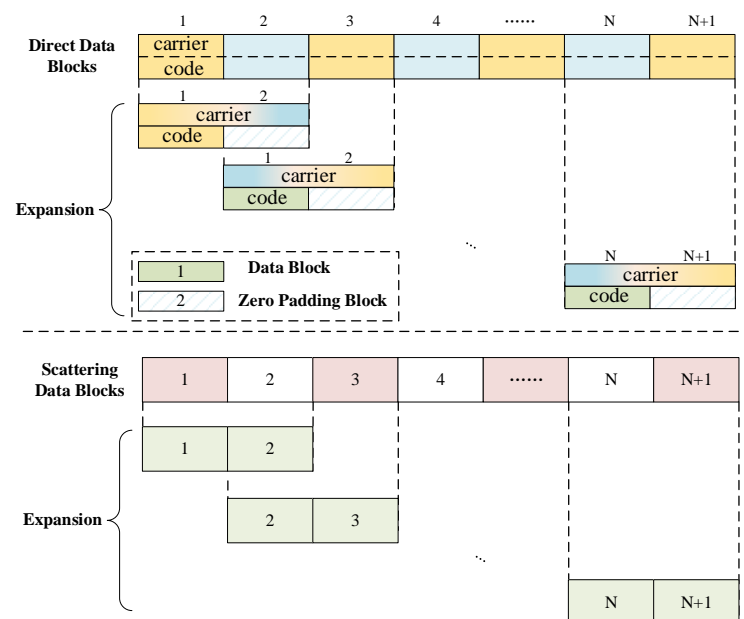 1 2 3 4 ...... N N+1
Direct Data
Blocks
carrier
code
1 2
carrier
code
1 2
carrier
code
Expansion
...
N N+1
carrier
code
1 Data Block
2 Zero Padding Block
Scattering
Data Blocks
1 2 3 4 ...... N N+1
1 2
Expansion
2 3
...
N N+1